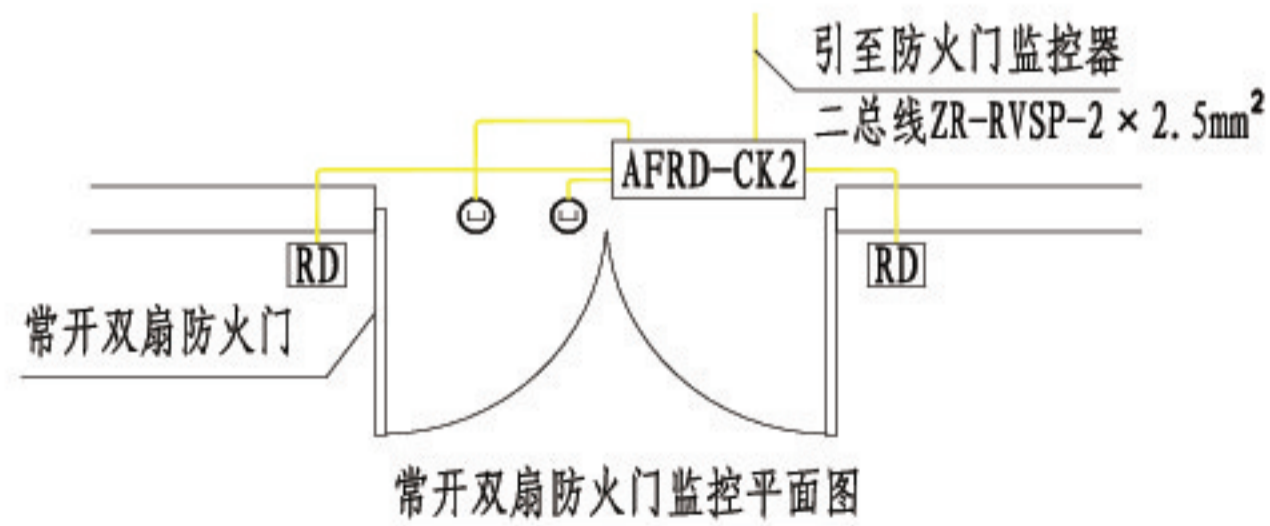 引至防火门监控器
二总线ZR-RVSP-2×2.5mm²
AFRD-CK2
RD
RD
常开双扇防火门
常开双扇防火门监控平面图